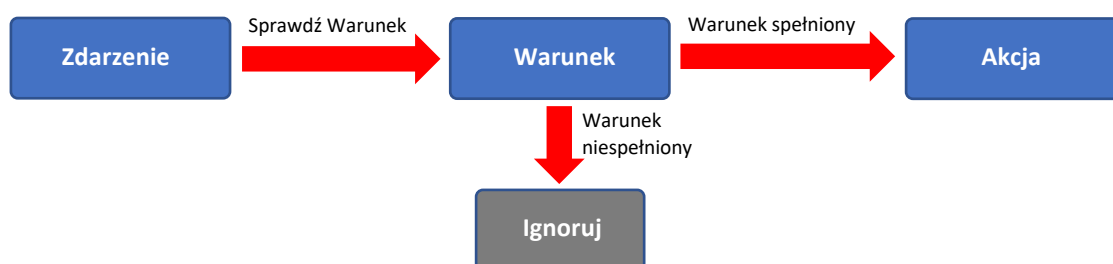 Sprawdź Warunek
Warunek spełniony
Zdarzenie
Warunek
Akcja
Warunek
niespełniony
Ignoruj